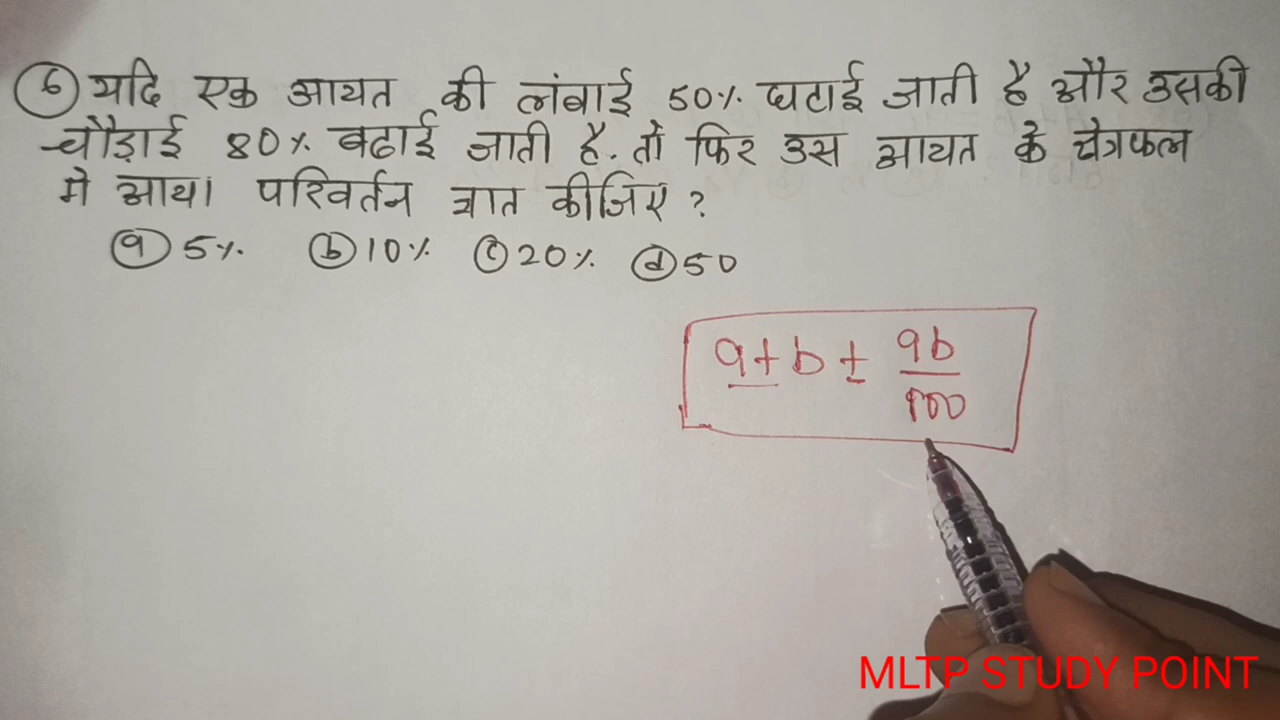 ⑥ यदि एक आयत की लंबाई 50% घटाई जाती है और उसकी
चौड़ाई 80% बढाई जाती है. तो फिर उस आयत के चेत्रफल
मे आया परिवर्तन ज्ञात कीजिए ?
ⓐ 5% ⓑ 10% ⓒ 20% ⓓ 50
a + b ± ab/100
MLTP STUDY POINT